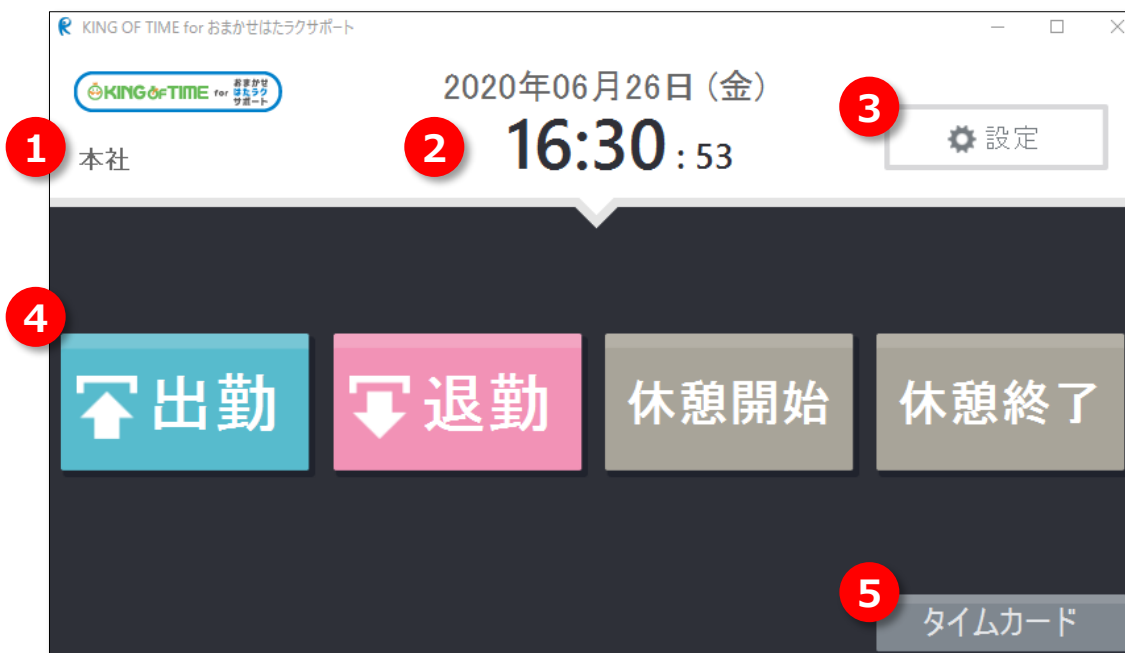 KING OF TIME for おまかせはたラクサポート
KING OF TIME for おまかせ はたラク サポート
2020年06月26日 (金)
3
設定
1
本社
2
16:30 : 53
4
出勤
退勤
休憩開始
休憩終了
5
タイムカード